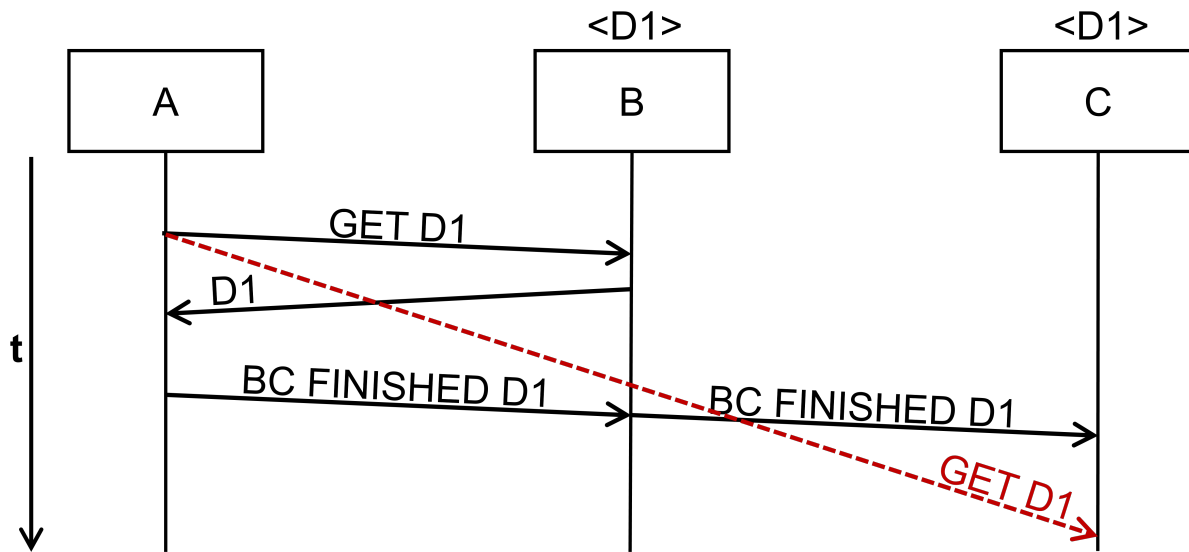 <D1> <D1>
A B C
GET D1
D1
t
BC FINISHED D1 BC FINISHED D1
GET D1